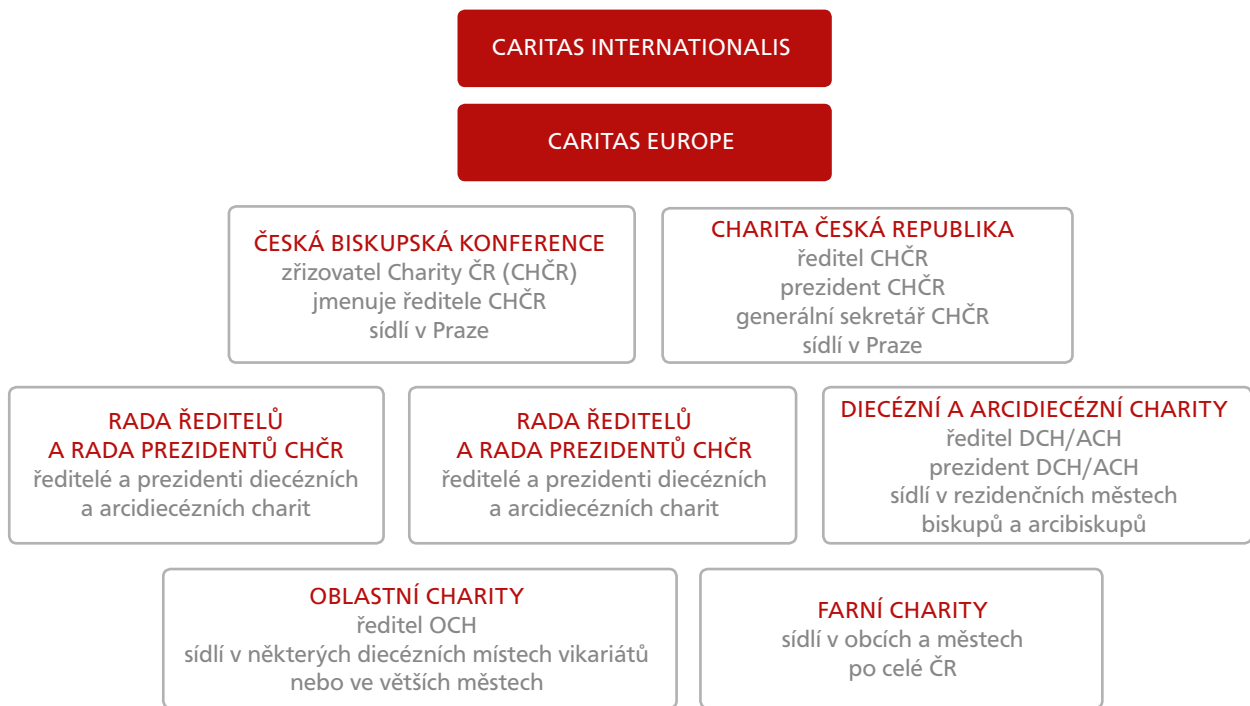 CARITAS INTERNATIONALIS
CARITAS EUROPE
ČESKÁ BISKUPSKÁ KONFERENCE
zřizovatel Charity ČR (CHČR)
jmenuje ředitele CHČR
sídlí v Praze
CHARITA ČESKÁ REPUBLIKA
ředitel CHČR
prezident CHČR
generální sekretář CHČR
sídlí v Praze
RADA ŘEDITELŮ
A RADA PREZIDENTŮ CHČR
ředitelé a prezidenti diecézních
a arcidiecézních charit
RADA ŘEDITELŮ
A RADA PREZIDENTŮ CHČR
ředitelé a prezidenti diecézních
a arcidiecézních charit
DIECÉZNÍ A ARCIDIECÉZNÍ CHARITY
ředitel DCH/ACH
prezident DCH/ACH
sídlí v rezidenčních městech
biskupů a arcibiskupů
OBLASTNÍ CHARITY
ředitel OCH
sídlí v některých diecézních místech vikariátů
nebo ve větších městech
FARNÍ CHARITY
sídlí v obcích a městech
po celé ČR